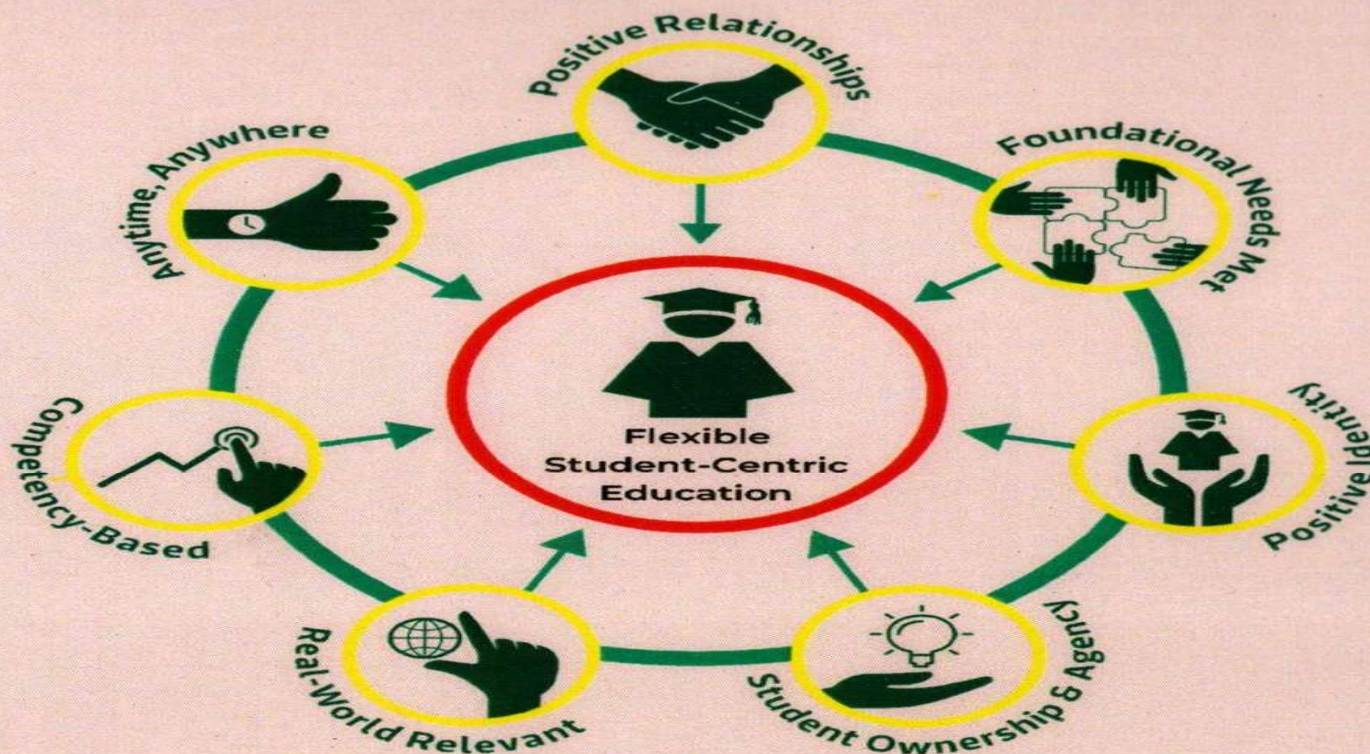 Positive Relationships
Foundational Needs Met
Positive Identity
Student Ownership & Agency
Real-World Relevant
Competency-Based
Anytime, Anywhere
Flexible
Student-Centric
Education